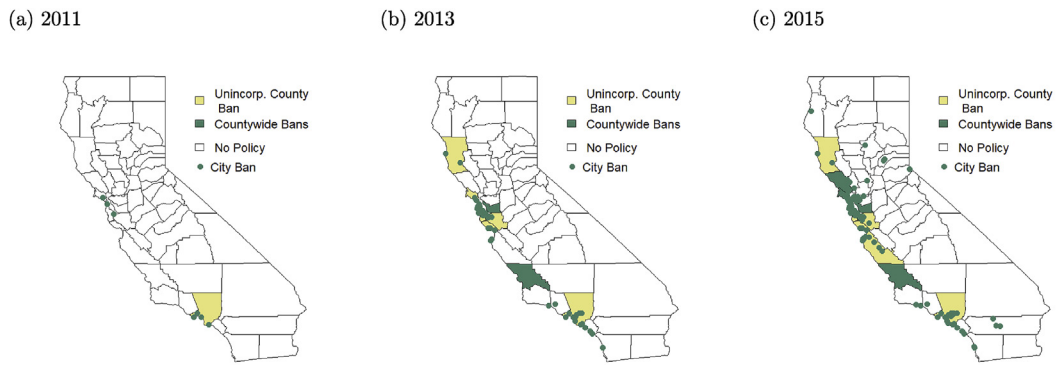 (a) 2011
(b) 2013
(c) 2015
Unincorp. County
Ban
Countywide Bans
No Policy
City Ban
Unincorp. County
Ban
Countywide Bans
No Policy
City Ban
Unincorp. County
Ban
Countywide Bans
No Policy
City Ban